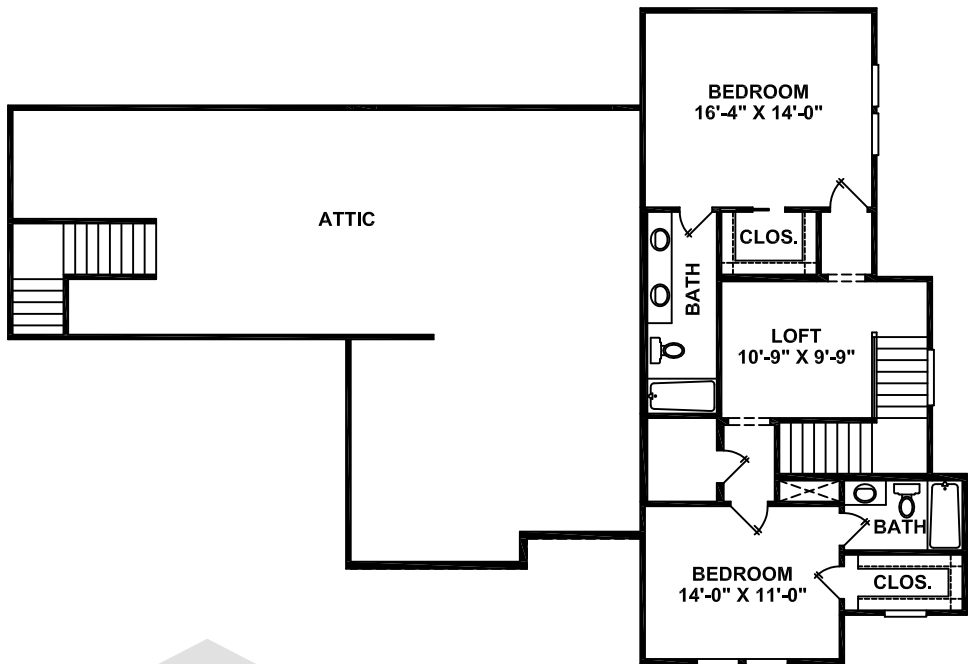 BEDROOM
16'-4" X 14'-0"
ATTIC
CLOS.
BATH
LOFT
10'-9" X 9'-9"
BATH
BEDROOM
14'-0" X 11'-0"
CLOS.